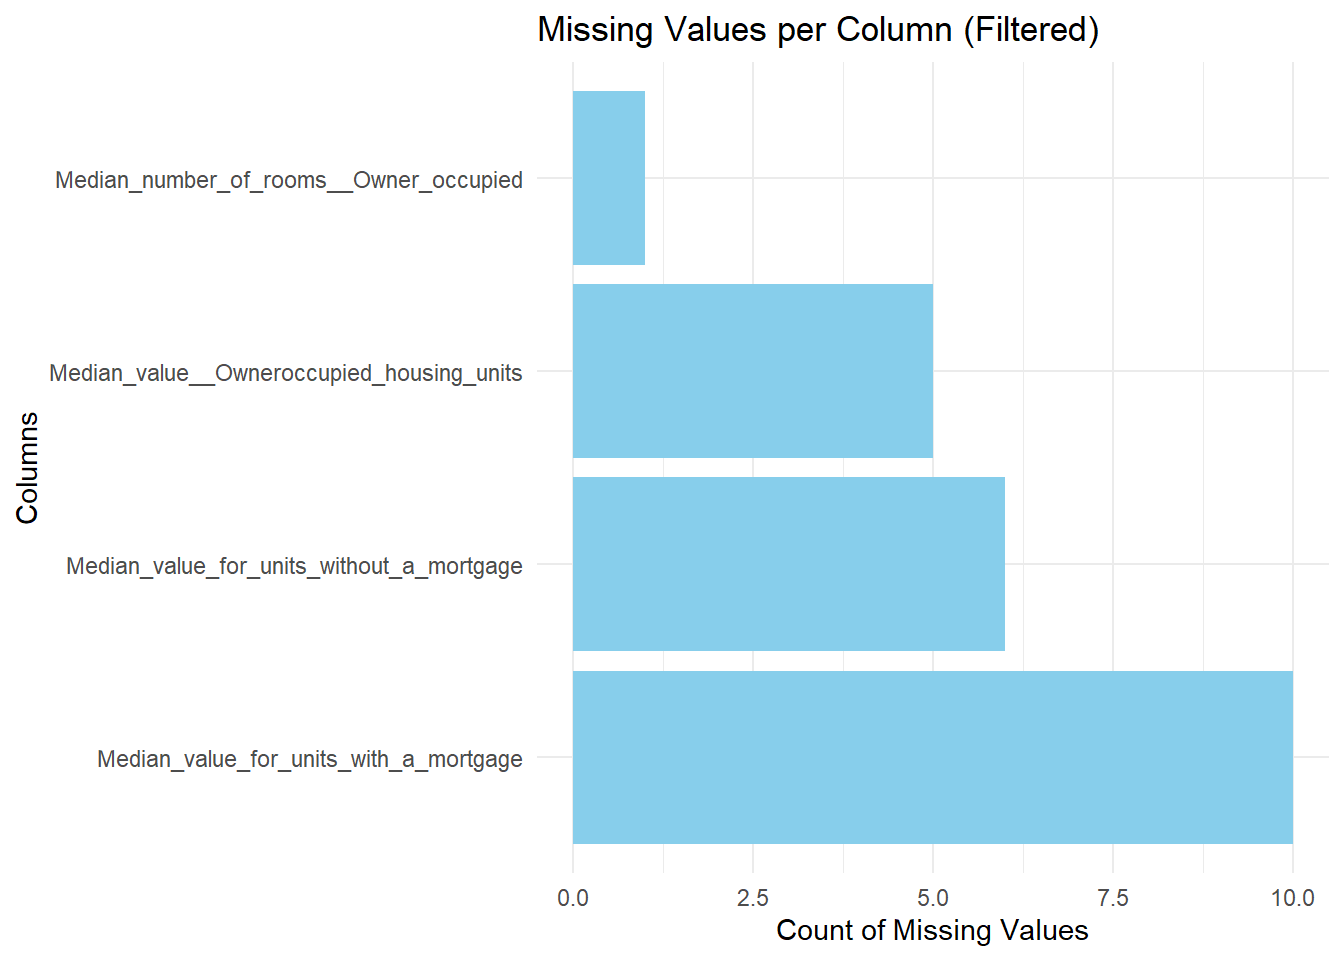 Missing Values per Column (Filtered)
Median_number_of_rooms__Owner_occupied
Median_value__Owneroccupied_housing_units
Columns
Median_value_for_units_without_a_mortgage
Median_value_for_units_with_a_mortgage
0.0 2.5 5.0 7.5 10.0
Count of Missing Values